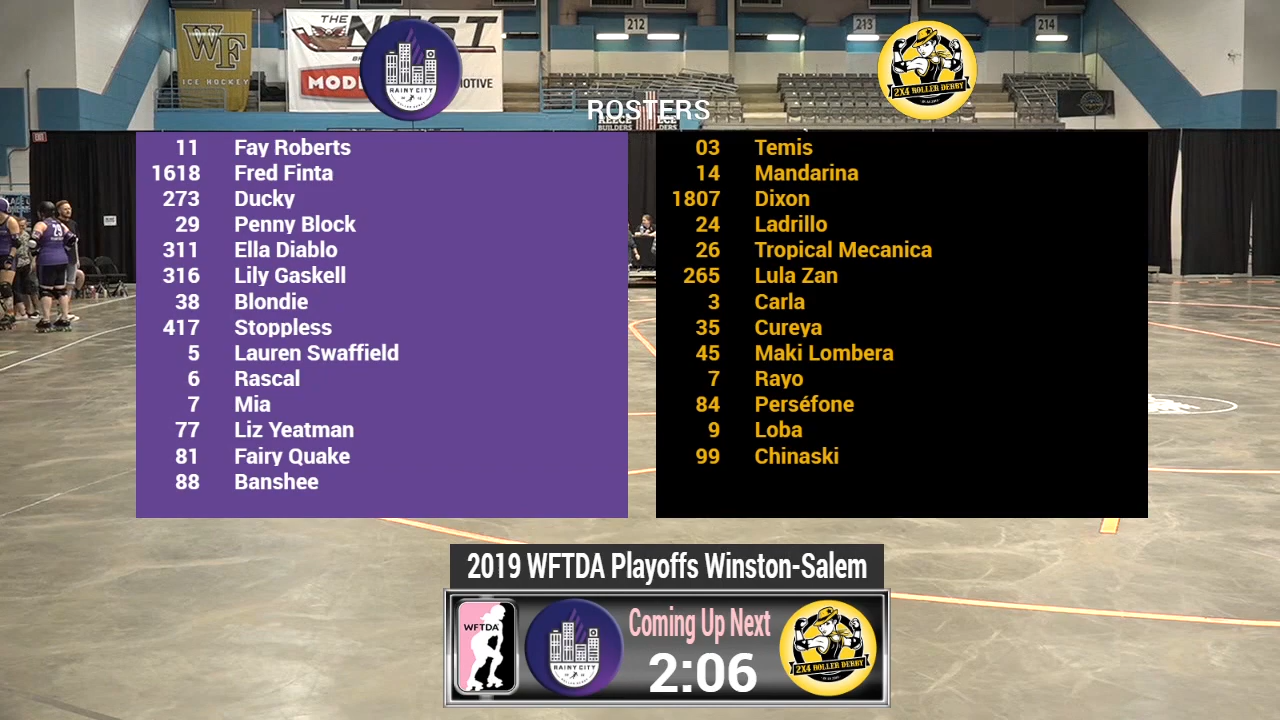 212
213
214
THE
NEST
WF
ICE HOCKEY
RAINY CITY
2X4 ROLLER DERBY
ROSTERS
11 Fay Roberts
1618 Fred Finta
273 Ducky
29 Penny Block
311 Ella Diablo
316 Lily Gaskell
38 Blondie
417 Stoppless
5 Lauren Swaffield
6 Rascal
7 Mia
77 Liz Yeatman
81 Fairy Quake
88 Banshee
03 Temis
14 Mandarina
1807 Dixon
24 Ladrillo
26 Tropical Mecanica
265 Lula Zan
3 Carla
35 Cureya
45 Maki Lombera
7 Rayo
84 Perséfone
9 Loba
99 Chinaski
2019 WFTDA Playoffs Winston-Salem
WFTDA
RAINY CITY
Coming Up Next
2:06
2X4 ROLLER DERBY